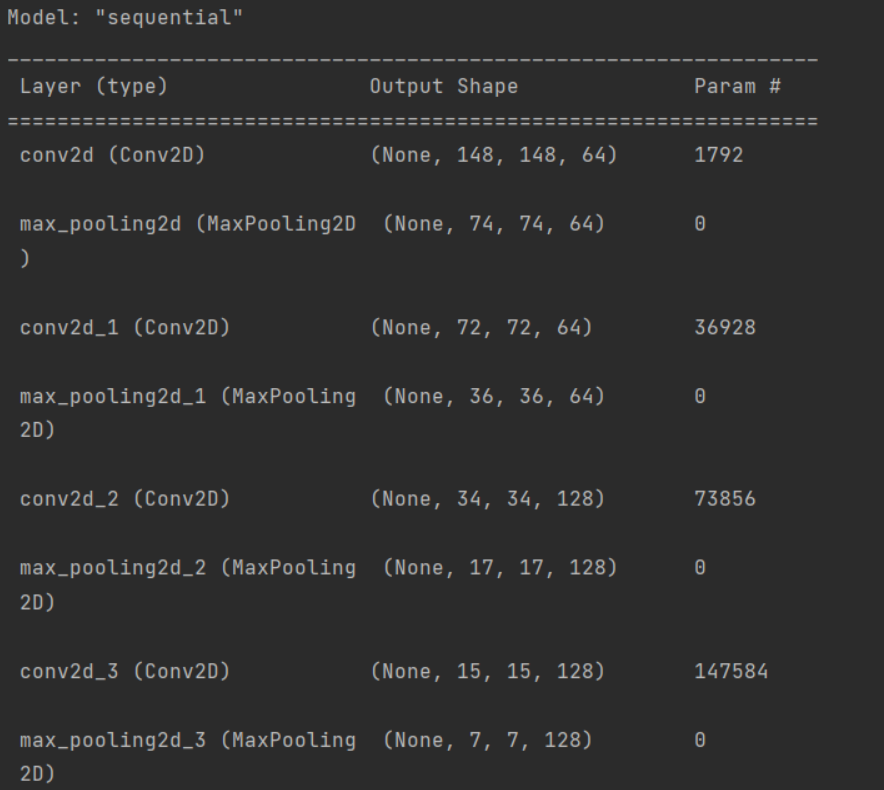 Model: "sequential"
_________________________________________________________________
Layer (type)                Output Shape              Param #
=================================================================
conv2d (Conv2D)             (None, 148, 148, 64)      1792
max_pooling2d (MaxPooling2D  (None, 74, 74, 64)       0
)
conv2d_1 (Conv2D)           (None, 72, 72, 64)        36928
max_pooling2d_1 (MaxPooling  (None, 36, 36, 64)       0
2D)
conv2d_2 (Conv2D)           (None, 34, 34, 128)       73856
max_pooling2d_2 (MaxPooling  (None, 17, 17, 128)      0
2D)
conv2d_3 (Conv2D)           (None, 15, 15, 128)       147584
max_pooling2d_3 (MaxPooling  (None, 7, 7, 128)        0
2D)